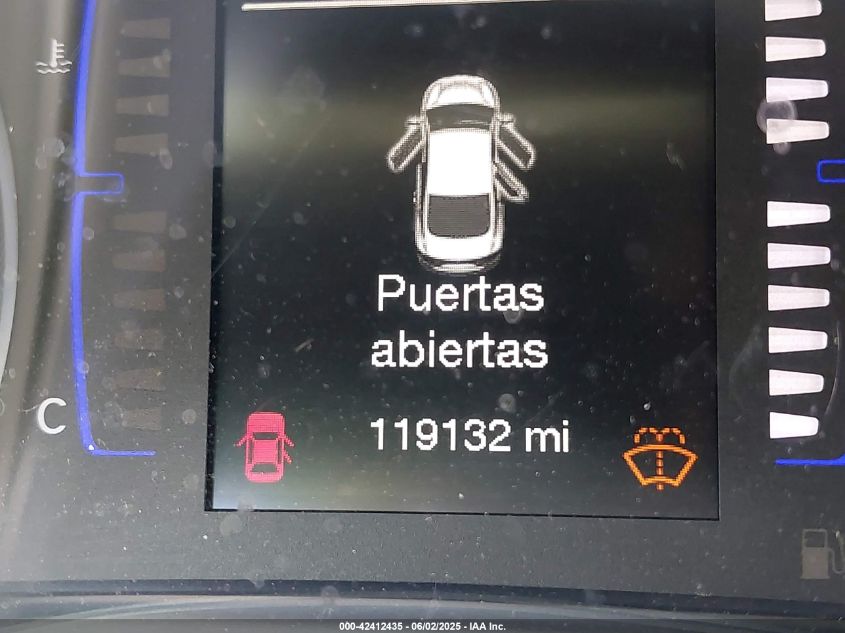 Puertas
abiertas
C
119132 mi
000-42412435 - 06/02/2025 - IAA Inc.